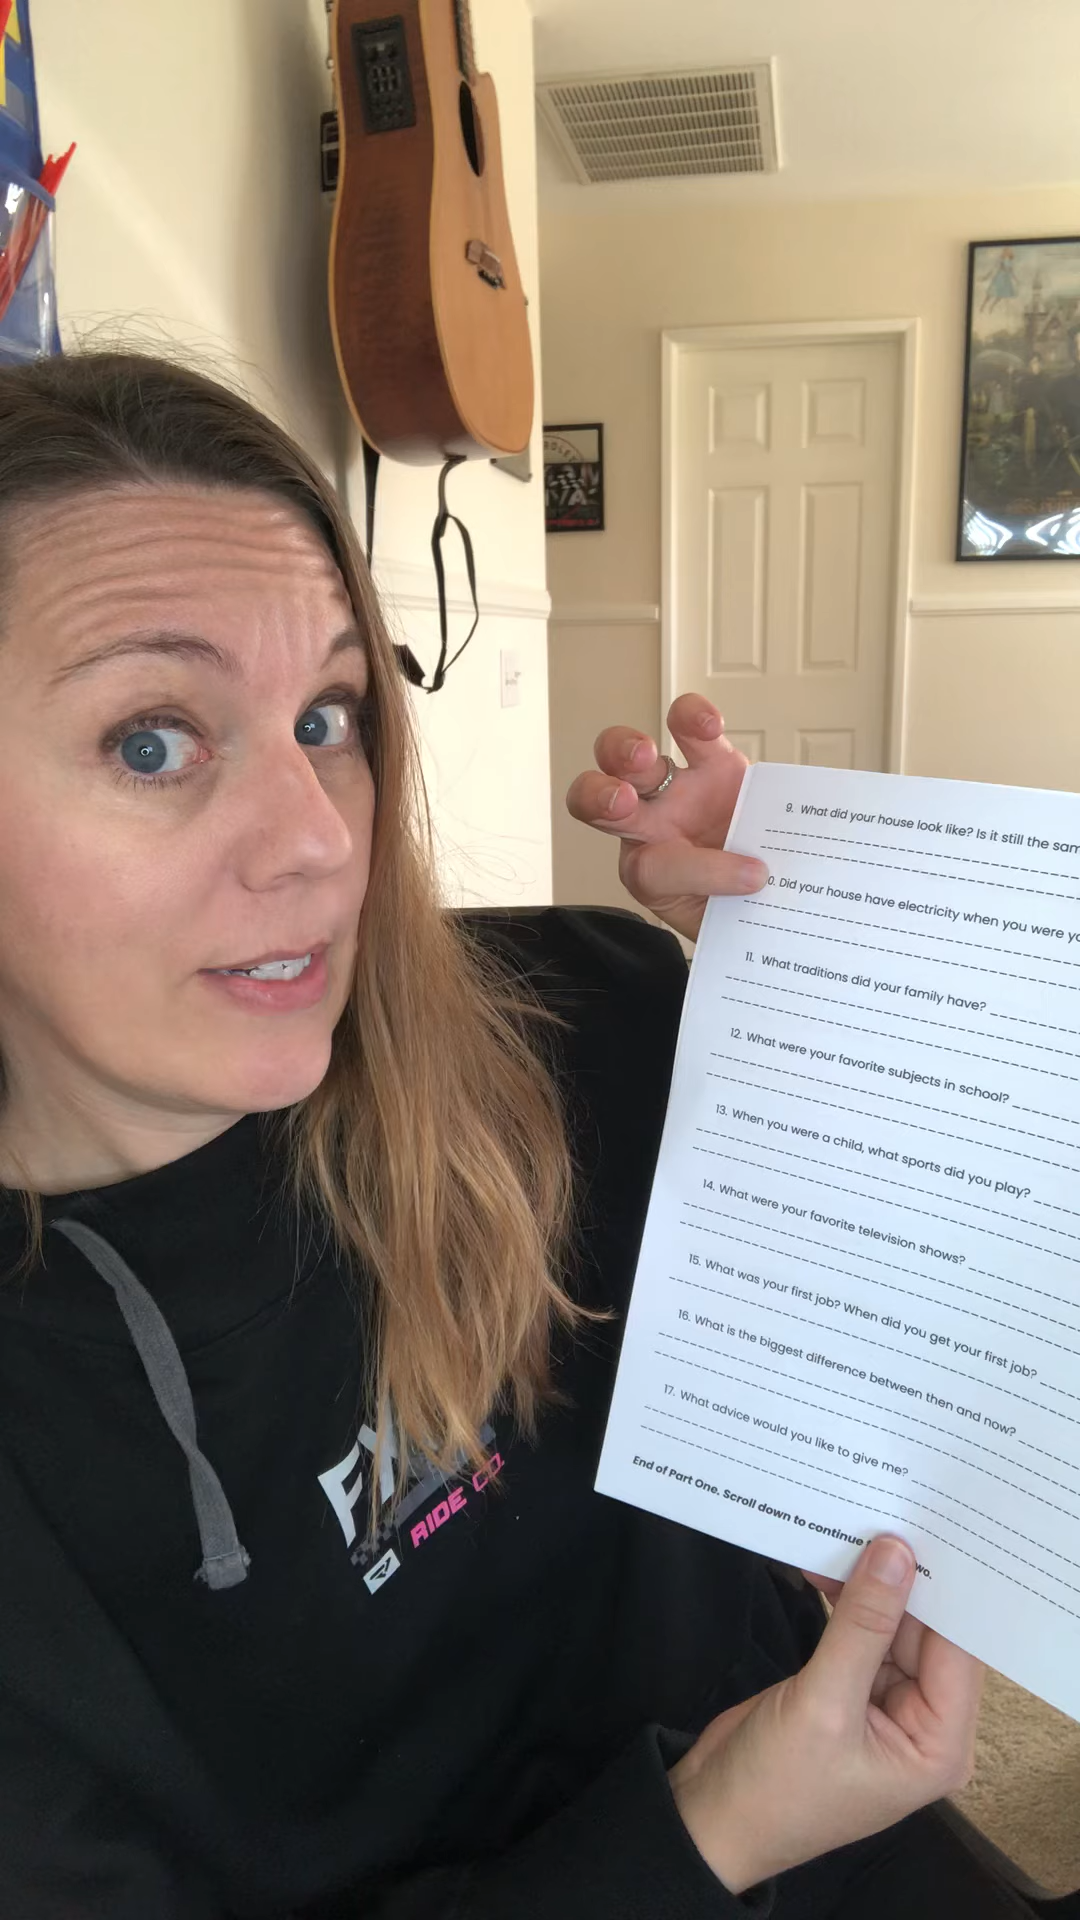 9. What did your house look like? Is it still the sam
0. Did your house have electricity when you were yo
11. What traditions did your family have?
12. What were your favorite subjects in school?
13. When you were a child, what sports did you play?
14. What were your favorite television shows?
15. What was your first job? When did you get your first job?
16. What is the biggest difference between then and now?
17. What advice would you like to give me?
End of Part One. Scroll down to continue wo.
RIDE CO.